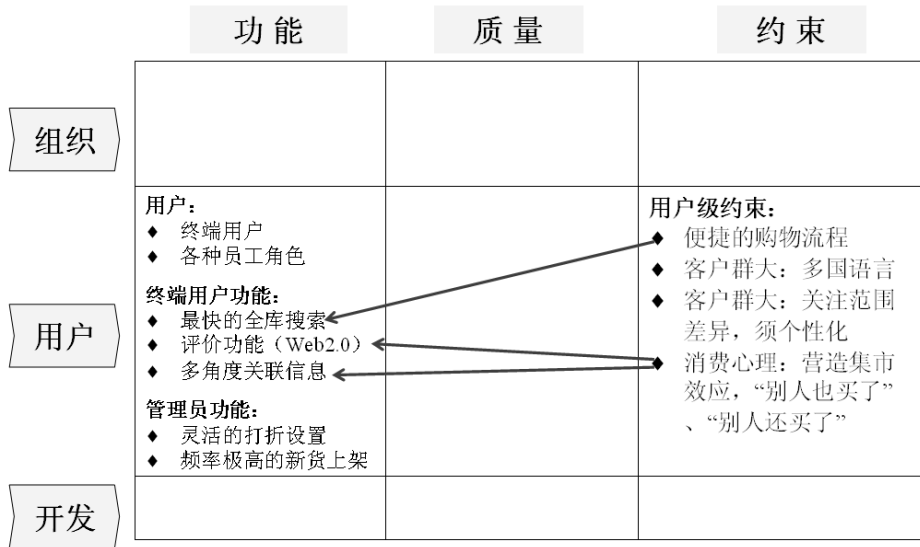 功能 质量 约束
组织
用户：
◆ 终端用户
◆ 各种员工角色
终端用户功能：
◆ 最快的全库搜索
◆ 评价功能（Web2.0）
◆ 多角度关联信息
管理员功能：
◆ 灵活的打折设置
◆ 频率极高的新货上架
用户级约束：
◆ 便捷的购物流程
◆ 客户群大：多国语言
◆ 客户群大：关注范围
差异，须个性化
◆ 消费心理：营造集市
效应，“别人也买了”
、“别人还买了”
用户
开发